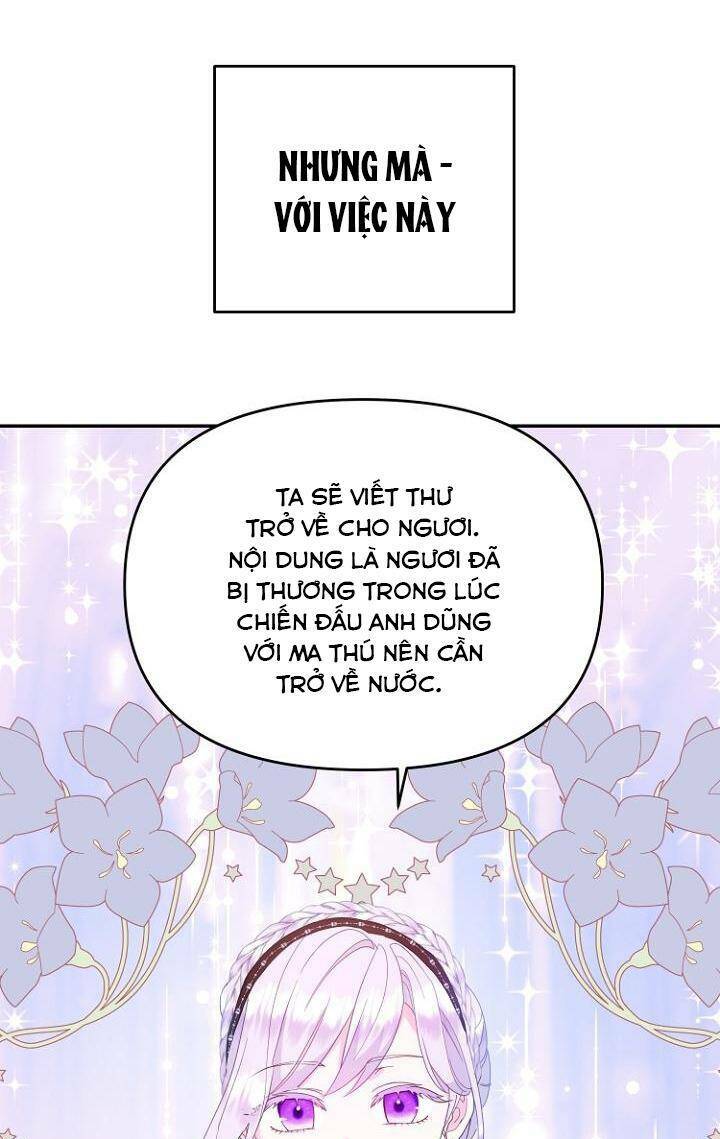 NHƯNG MÀ -
VỚI VIỆC NÀY
TA SẼ VIẾT THƯ
TRỞ VỀ CHO NGƯƠI.
NỘI DUNG LÀ NGƯƠI ĐÃ
BỊ THƯƠNG TRONG LÚC
CHIẾN ĐẤU ANH DŨNG
VỚI MA THÚ NÊN CẦN
TRỞ VỀ NƯỚC.